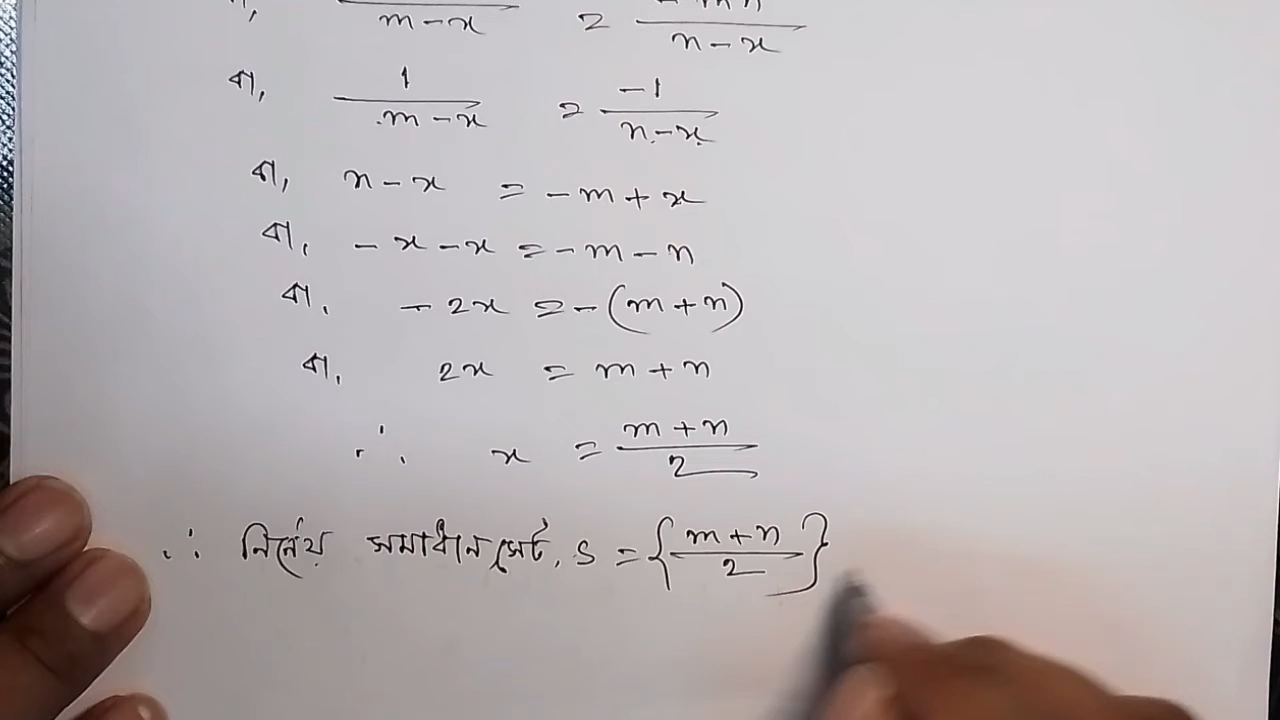 বা, m - x = n - x
বা, 1/(m - x) = -1/(n - x)
বা, n - x = - m + x
বা, - x - x = - m - n
বা, - 2x = - (m + n)
বা, 2x = m + n
∴ x = (m + n)/2
∴ নির্ণেয় সমাধান সেট, S = {(m + n)/2}